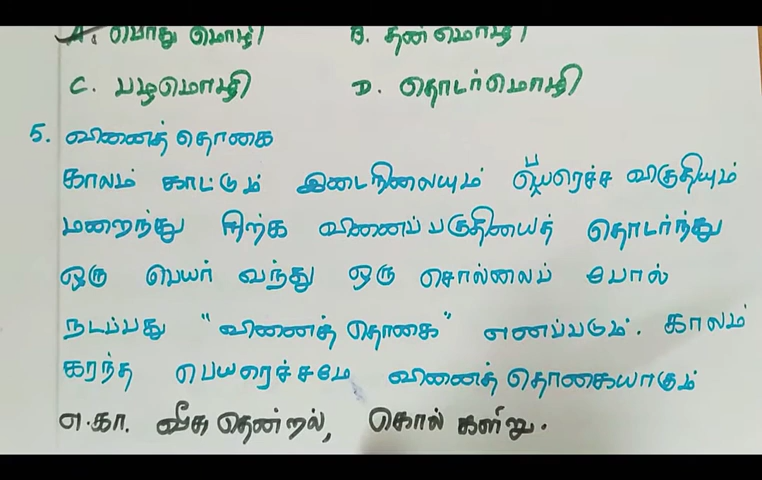 A. பொது மொழி B. தனி மொழி
C. பழமொழி D. தொடர்மொழி
5. வினைத் தொகை
காலம் காட்டும் இடைநிலையும் பெயரெச்ச விகுதியும்
மறைந்து நிற்க வினைப் பகுதியைத் தொடர்ந்து
ஒரு பெயர் வந்து ஒரு சொல்லைப் போல்
நடப்பது "வினைத் தொகை" எனப்படும். காலம்
கரந்த பெயரெச்சமே வினைத் தொகையாகும்
எ.கா. வீசு தென்றல், கொல் களிறு.